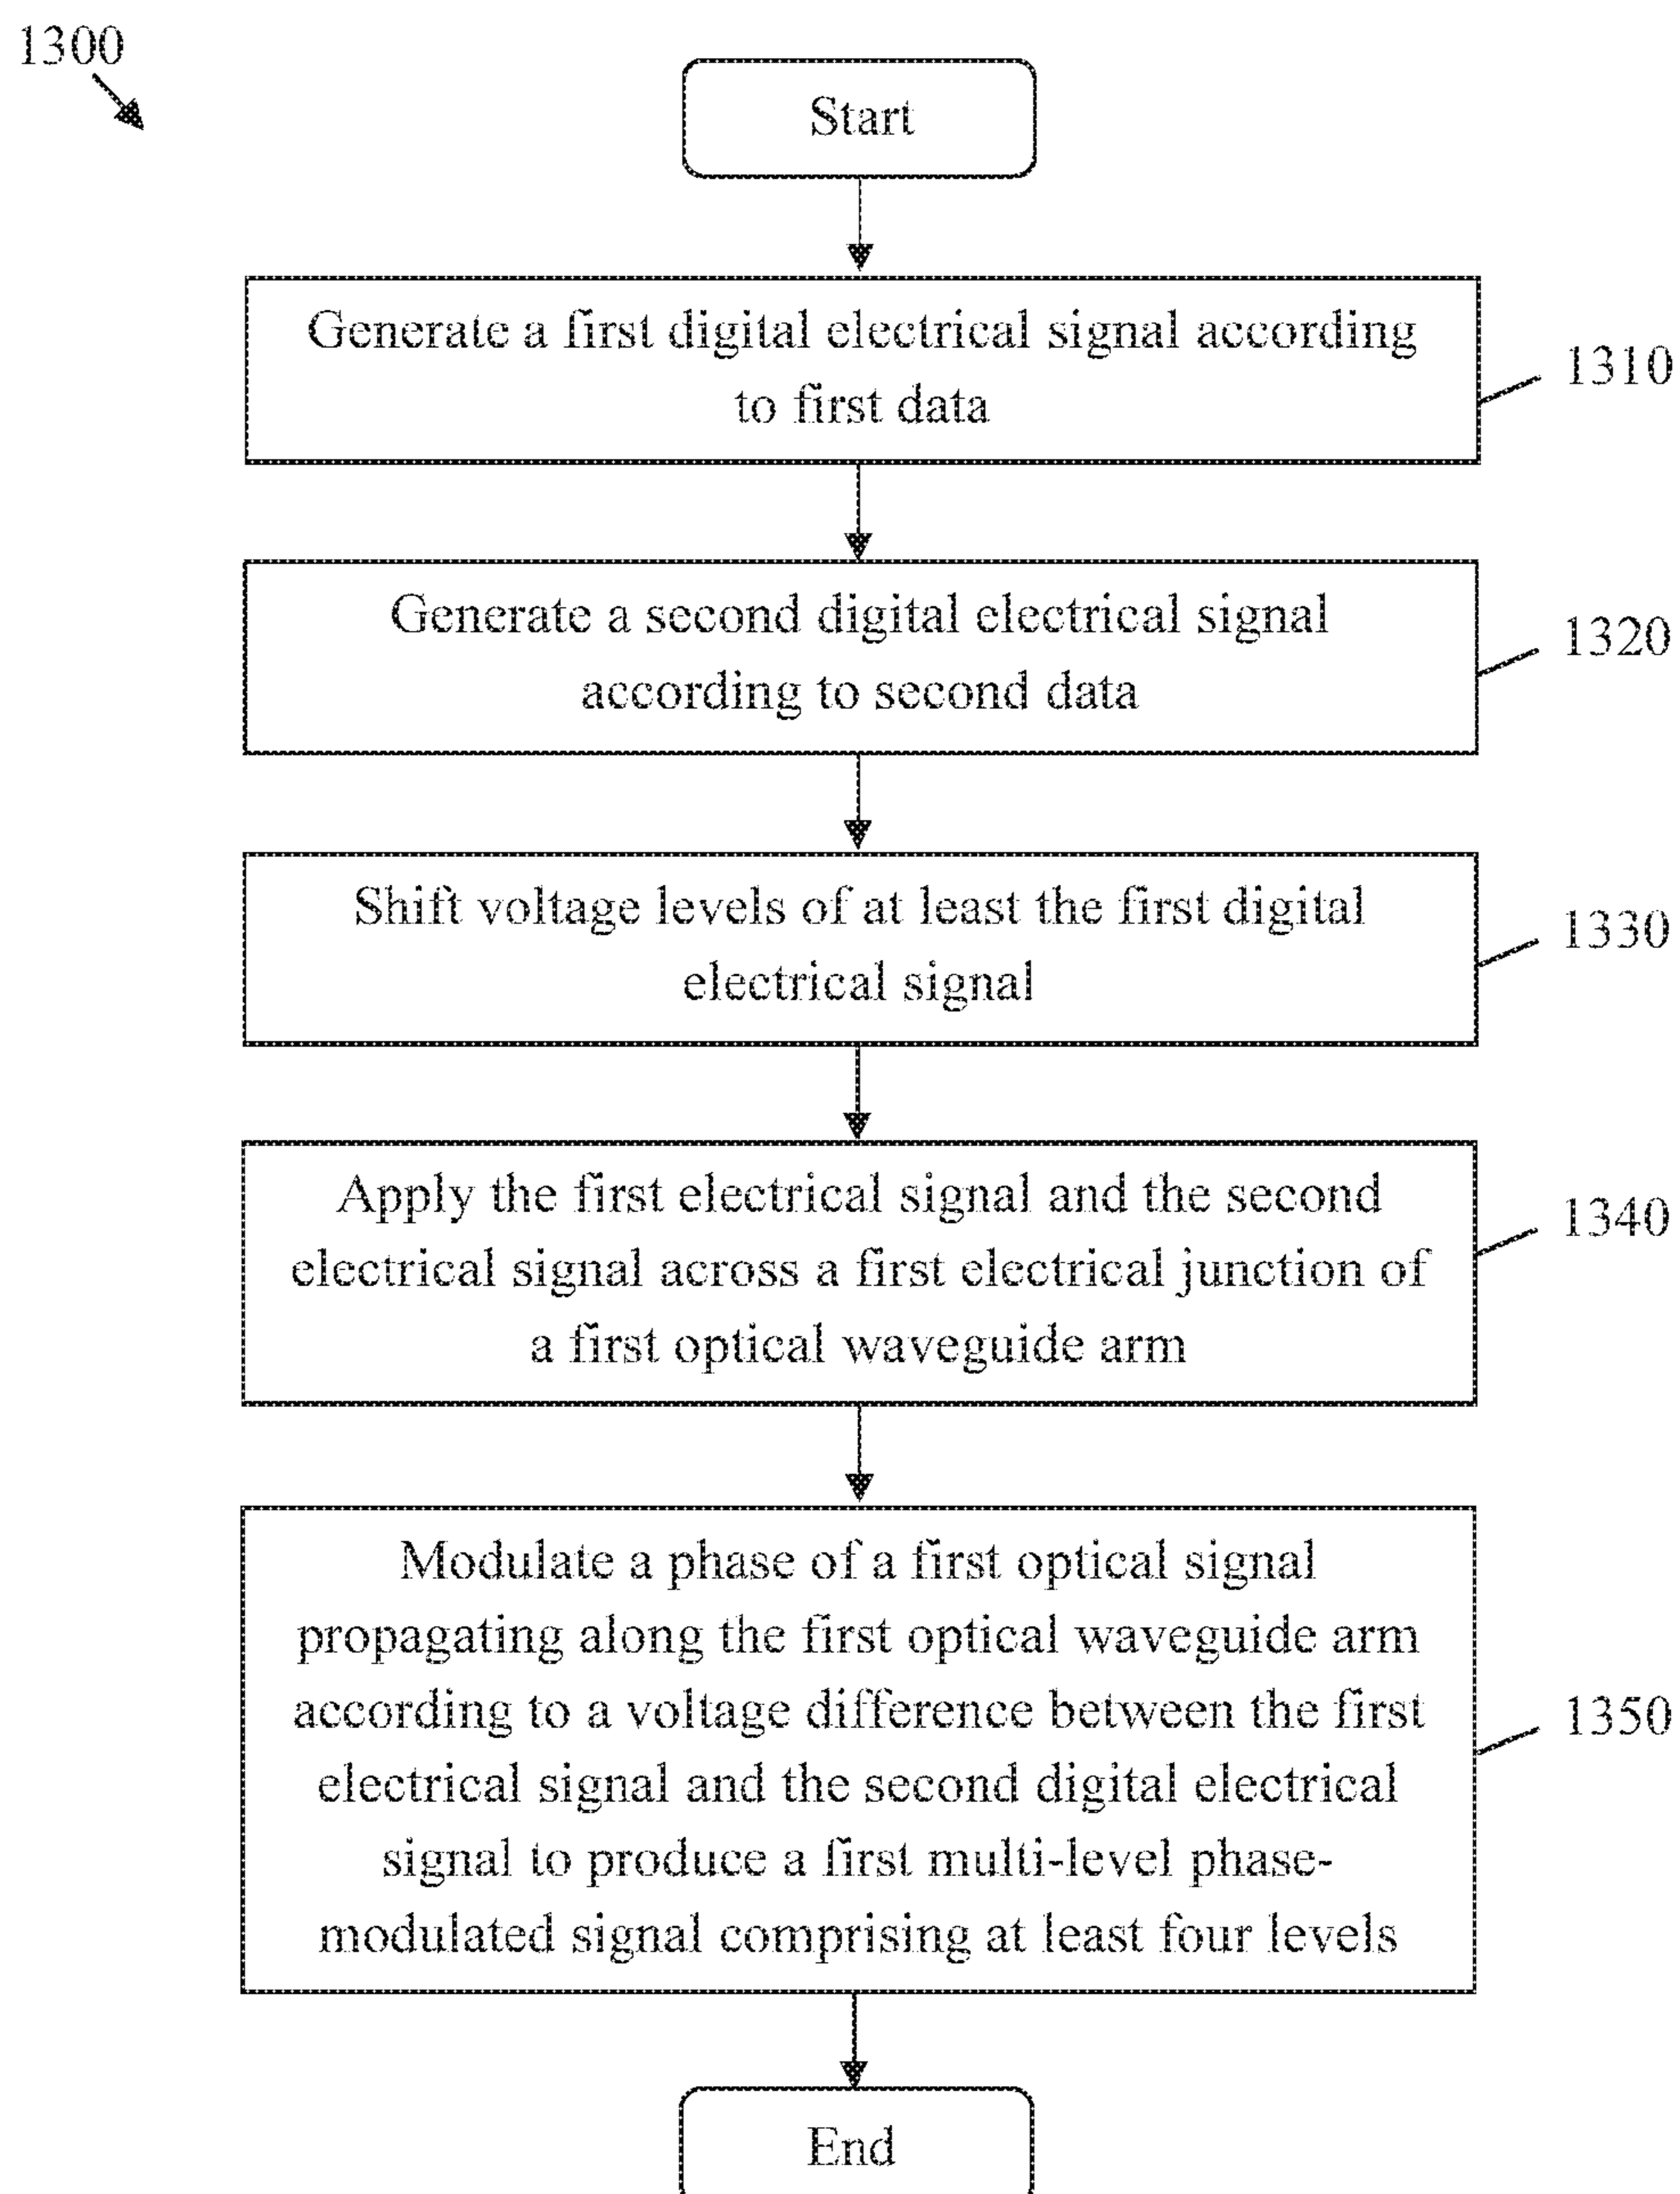 1300
Start
Generate a first digital electrical signal according
to first data
1310
Generate a second digital electrical signal
according to second data
1320
Shift voltage levels of at least the first digital
electrical signal
1330
Apply the first electrical signal and the second
electrical signal across a first electrical junction of
a first optical waveguide arm
1340
Modulate a phase of a first optical signal
propagating along the first optical waveguide arm
according to a voltage difference between the first
electrical signal and the second digital electrical
signal to produce a first multi-level phase-
modulated signal comprising at least four levels
1350
End